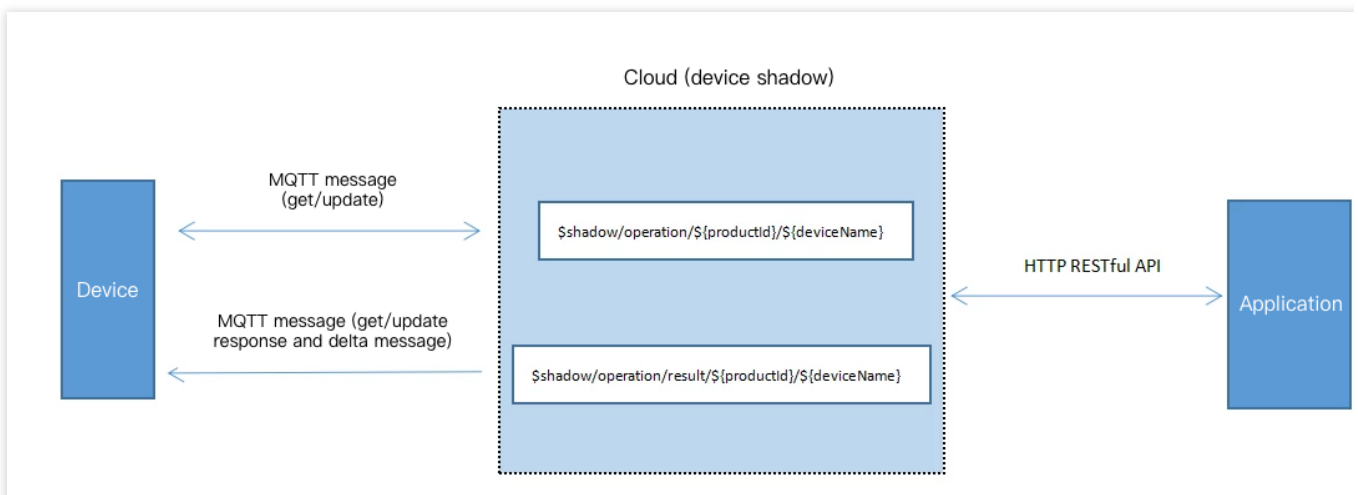 Cloud (device shadow)
MQTT message
(get/update)
$shadow/operation/${productId}/${deviceName}
HTTP RESTful API
Device
Application
MQTT message (get/update
response and delta message)
$shadow/operation/result/${productId}/${deviceName}